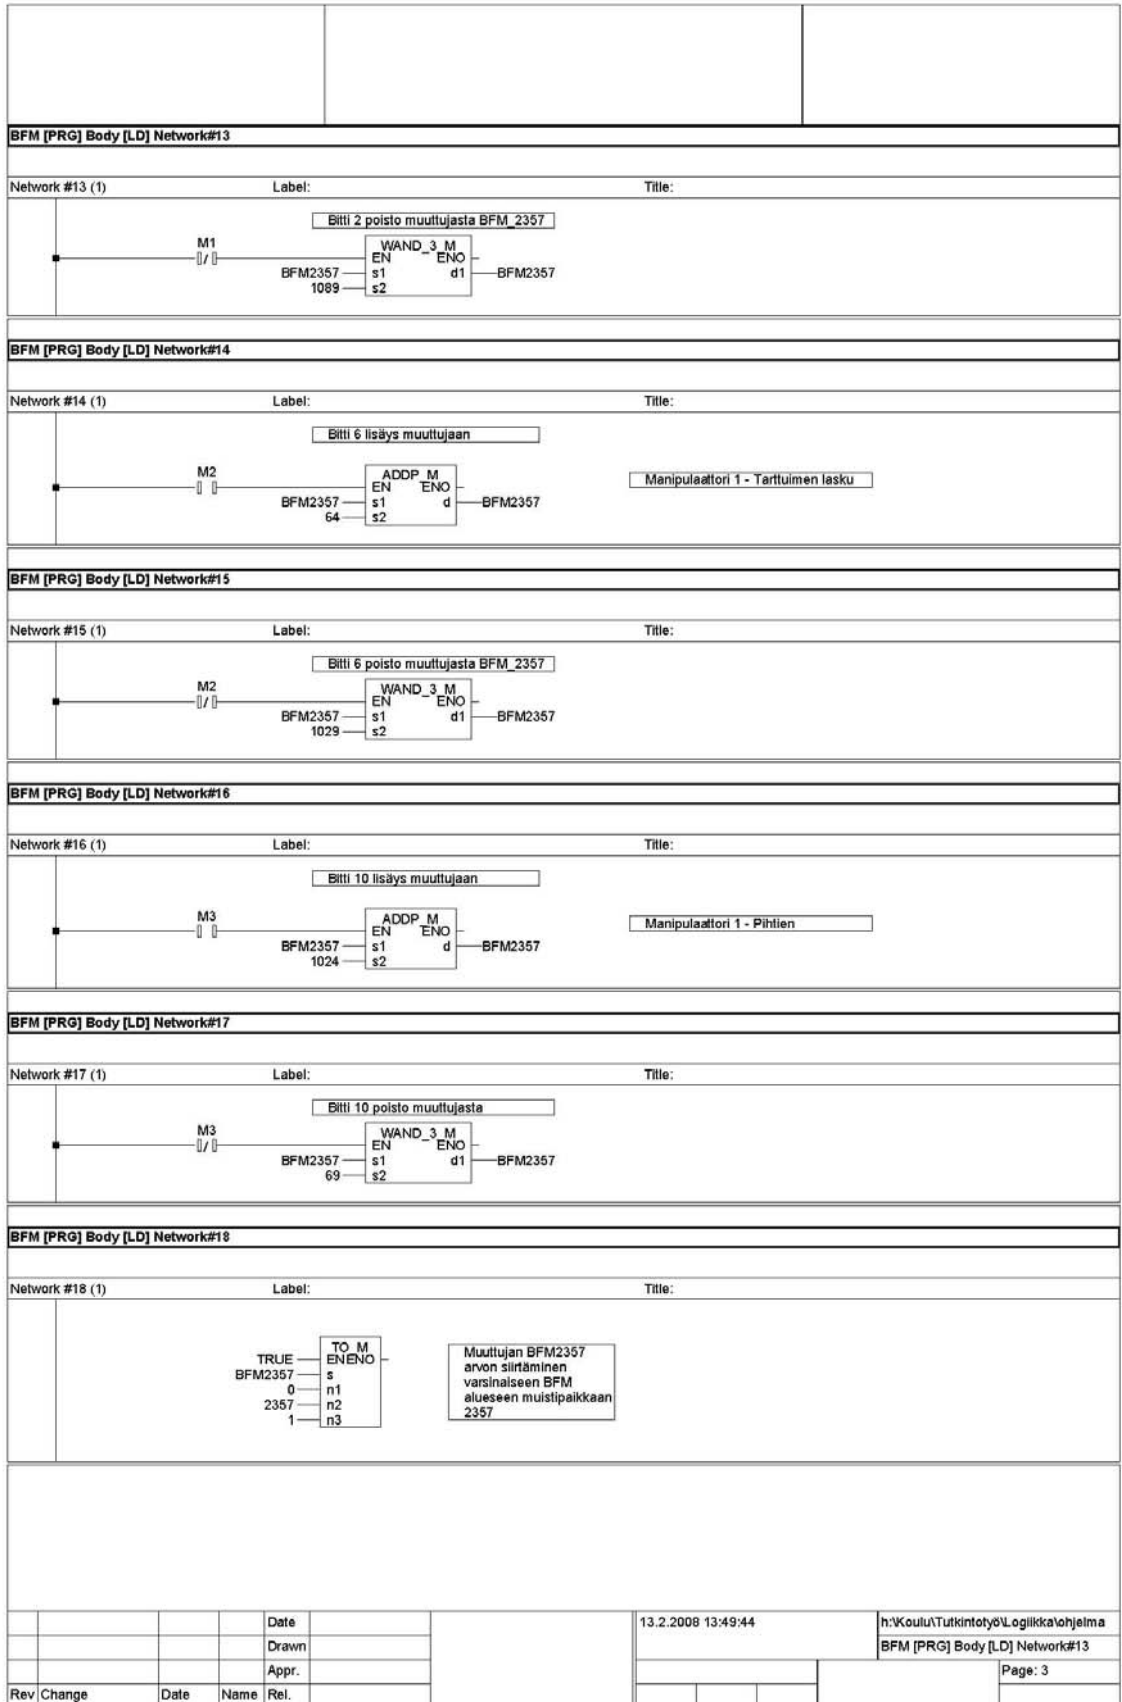 BFM [PRG] Body [LD] Network#13
Network #13 (1) Label: Title:
Bitti 2 poisto muuttujasta BFM_2357
M1
WAND_3_M
EN ENO
BFM2357 s1 d1 BFM2357
1089 s2
BFM [PRG] Body [LD] Network#14
Network #14 (1) Label: Title:
Bitti 6 lisäys muuttujaan
M2
ADDP_M
EN ENO
Manipulaattori 1 - Tarttuimen lasku
BFM2357 s1 d BFM2357
64 s2
BFM [PRG] Body [LD] Network#15
Network #15 (1) Label: Title:
Bitti 6 poisto muuttujasta BFM_2357
M2
WAND_3_M
EN ENO
BFM2357 s1 d1 BFM2357
1029 s2
BFM [PRG] Body [LD] Network#16
Network #16 (1) Label: Title:
Bitti 10 lisäys muuttujaan
M3
ADDP_M
EN ENO
Manipulaattori 1 - Pihtien
BFM2357 s1 d BFM2357
1024 s2
BFM [PRG] Body [LD] Network#17
Network #17 (1) Label: Title:
Bitti 10 poisto muuttujasta
M3
WAND_3_M
EN ENO
BFM2357 s1 d1 BFM2357
69 s2
BFM [PRG] Body [LD] Network#18
Network #18 (1) Label: Title:
TO_M
TRUE EN ENO
BFM2357 s
0 n1
2357 n2
1 n3
Muuttujan BFM2357
arvon siirtäminen
varsinaiseen BFM
alueseen muistipaikkaan
2357
Date 13.2.2008 13:49:44 h:\Koulu\Tutkintotyö\Logiikka\ohjelma
Drawn BFM [PRG] Body [LD] Network#13
Appr. Page: 3
Rev Change Date Name Rel.